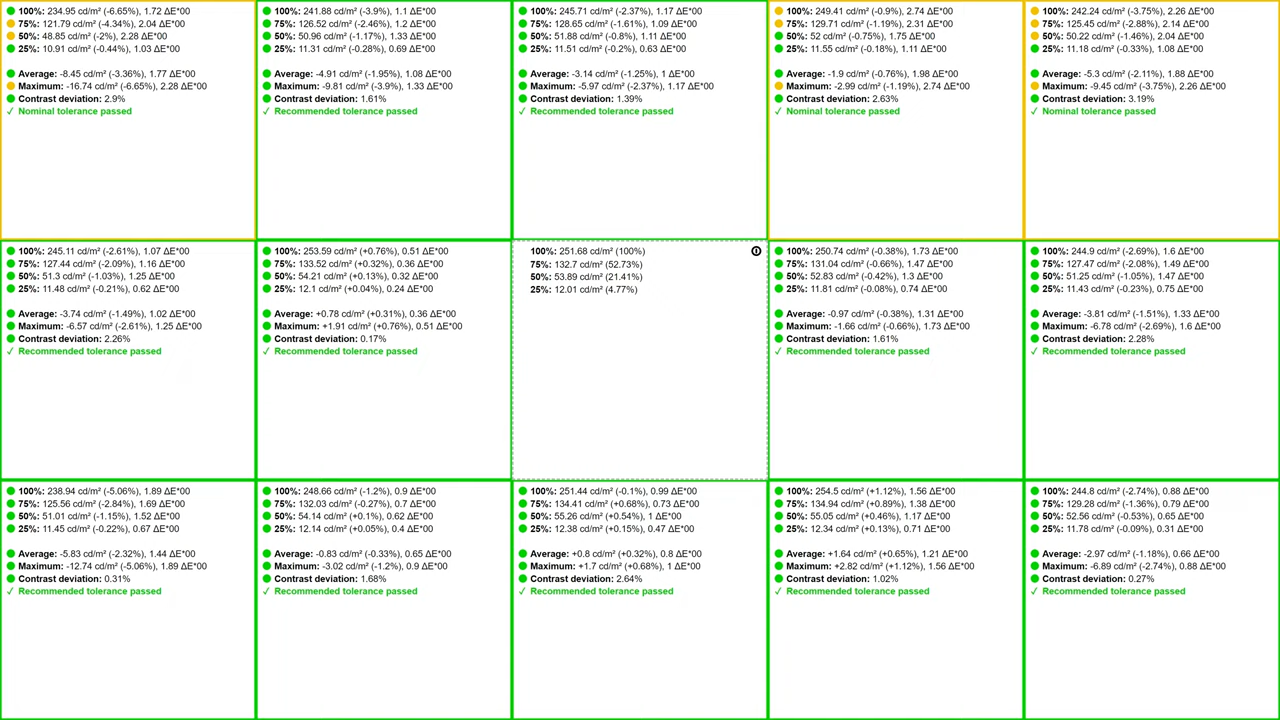 100%: 234.95 cd/m² (-6.65%), 1.72 ΔE*00
75%: 121.79 cd/m² (-4.34%), 2.04 ΔE*00
50%: 48.85 cd/m² (-2%), 2.28 ΔE*00
25%: 10.91 cd/m² (-0.44%), 1.03 ΔE*00
Average: -8.45 cd/m² (-3.36%), 1.77 ΔE*00
Maximum: -16.74 cd/m² (-6.65%), 2.28 ΔE*00
Contrast deviation: 2.9%
✓ Nominal tolerance passed
100%: 241.88 cd/m² (-3.9%), 1.1 ΔE*00
75%: 126.52 cd/m² (-2.46%), 1.2 ΔE*00
50%: 50.96 cd/m² (-1.17%), 1.33 ΔE*00
25%: 11.31 cd/m² (-0.28%), 0.69 ΔE*00
Average: -4.91 cd/m² (-1.95%), 1.08 ΔE*00
Maximum: -9.81 cd/m² (-3.9%), 1.33 ΔE*00
Contrast deviation: 1.61%
✓ Recommended tolerance passed
100%: 245.71 cd/m² (-2.37%), 1.17 ΔE*00
75%: 128.65 cd/m² (-1.61%), 1.09 ΔE*00
50%: 51.88 cd/m² (-0.8%), 1.11 ΔE*00
25%: 11.51 cd/m² (-0.2%), 0.63 ΔE*00
Average: -3.14 cd/m² (-1.25%), 1 ΔE*00
Maximum: -5.97 cd/m² (-2.37%), 1.17 ΔE*00
Contrast deviation: 1.39%
✓ Recommended tolerance passed
100%: 249.41 cd/m² (-0.9%), 2.74 ΔE*00
75%: 129.71 cd/m² (-1.19%), 2.31 ΔE*00
50%: 52 cd/m² (-0.75%), 1.75 ΔE*00
25%: 11.55 cd/m² (-0.18%), 1.11 ΔE*00
Average: -1.9 cd/m² (-0.76%), 1.98 ΔE*00
Maximum: -2.99 cd/m² (-1.19%), 2.74 ΔE*00
Contrast deviation: 2.63%
✓ Nominal tolerance passed
100%: 242.24 cd/m² (-3.75%), 2.26 ΔE*00
75%: 125.45 cd/m² (-2.88%), 2.14 ΔE*00
50%: 50.22 cd/m² (-1.46%), 2.04 ΔE*00
25%: 11.18 cd/m² (-0.33%), 1.08 ΔE*00
Average: -5.3 cd/m² (-2.11%), 1.88 ΔE*00
Maximum: -9.45 cd/m² (-3.75%), 2.26 ΔE*00
Contrast deviation: 3.19%
✓ Nominal tolerance passed
100%: 245.11 cd/m² (-2.61%), 1.07 ΔE*00
75%: 127.44 cd/m² (-2.09%), 1.16 ΔE*00
50%: 51.3 cd/m² (-1.03%), 1.25 ΔE*00
25%: 11.48 cd/m² (-0.21%), 0.62 ΔE*00
Average: -3.74 cd/m² (-1.49%), 1.02 ΔE*00
Maximum: -6.57 cd/m² (-2.61%), 1.25 ΔE*00
Contrast deviation: 2.26%
✓ Recommended tolerance passed
100%: 253.59 cd/m² (+0.76%), 0.51 ΔE*00
75%: 133.52 cd/m² (+0.32%), 0.36 ΔE*00
50%: 54.21 cd/m² (+0.13%), 0.32 ΔE*00
25%: 12.1 cd/m² (+0.04%), 0.24 ΔE*00
Average: +0.78 cd/m² (+0.31%), 0.36 ΔE*00
Maximum: +1.91 cd/m² (+0.76%), 0.51 ΔE*00
Contrast deviation: 0.17%
✓ Recommended tolerance passed
100%: 251.68 cd/m² (100%)
75%: 132.7 cd/m² (52.73%)
50%: 53.89 cd/m² (21.41%)
25%: 12.01 cd/m² (4.77%)
100%: 250.74 cd/m² (-0.38%), 1.73 ΔE*00
75%: 131.04 cd/m² (-0.66%), 1.47 ΔE*00
50%: 52.83 cd/m² (-0.42%), 1.3 ΔE*00
25%: 11.81 cd/m² (-0.08%), 0.74 ΔE*00
Average: -0.97 cd/m² (-0.38%), 1.31 ΔE*00
Maximum: -1.66 cd/m² (-0.66%), 1.73 ΔE*00
Contrast deviation: 1.61%
✓ Recommended tolerance passed
100%: 244.9 cd/m² (-2.69%), 1.6 ΔE*00
75%: 127.47 cd/m² (-2.08%), 1.49 ΔE*00
50%: 51.25 cd/m² (-1.05%), 1.47 ΔE*00
25%: 11.43 cd/m² (-0.23%), 0.75 ΔE*00
Average: -3.81 cd/m² (-1.51%), 1.33 ΔE*00
Maximum: -6.78 cd/m² (-2.69%), 1.6 ΔE*00
Contrast deviation: 2.28%
✓ Recommended tolerance passed
100%: 238.94 cd/m² (-5.06%), 1.89 ΔE*00
75%: 125.56 cd/m² (-2.84%), 1.69 ΔE*00
50%: 51.01 cd/m² (-1.15%), 1.52 ΔE*00
25%: 11.45 cd/m² (-0.22%), 0.67 ΔE*00
Average: -5.83 cd/m² (-2.32%), 1.44 ΔE*00
Maximum: -12.74 cd/m² (-5.06%), 1.89 ΔE*00
Contrast deviation: 0.31%
✓ Recommended tolerance passed
100%: 248.66 cd/m² (-1.2%), 0.9 ΔE*00
75%: 132.03 cd/m² (-0.27%), 0.7 ΔE*00
50%: 54.14 cd/m² (+0.1%), 0.62 ΔE*00
25%: 12.14 cd/m² (+0.05%), 0.4 ΔE*00
Average: -0.83 cd/m² (-0.33%), 0.65 ΔE*00
Maximum: -3.02 cd/m² (-1.2%), 0.9 ΔE*00
Contrast deviation: 1.68%
✓ Recommended tolerance passed
100%: 251.44 cd/m² (-0.1%), 0.99 ΔE*00
75%: 134.41 cd/m² (+0.68%), 0.73 ΔE*00
50%: 55.26 cd/m² (+0.54%), 1 ΔE*00
25%: 12.38 cd/m² (+0.15%), 0.47 ΔE*00
Average: +0.8 cd/m² (+0.32%), 0.8 ΔE*00
Maximum: +1.7 cd/m² (+0.68%), 1 ΔE*00
Contrast deviation: 2.64%
✓ Recommended tolerance passed
100%: 254.5 cd/m² (+1.12%), 1.56 ΔE*00
75%: 134.94 cd/m² (+0.89%), 1.38 ΔE*00
50%: 55.05 cd/m² (+0.46%), 1.17 ΔE*00
25%: 12.34 cd/m² (+0.13%), 0.71 ΔE*00
Average: +1.64 cd/m² (+0.65%), 1.21 ΔE*00
Maximum: +2.82 cd/m² (+1.12%), 1.56 ΔE*00
Contrast deviation: 1.02%
✓ Recommended tolerance passed
100%: 244.8 cd/m² (-2.74%), 0.88 ΔE*00
75%: 129.28 cd/m² (-1.36%), 0.79 ΔE*00
50%: 52.56 cd/m² (-0.53%), 0.65 ΔE*00
25%: 11.78 cd/m² (-0.09%), 0.31 ΔE*00
Average: -2.97 cd/m² (-1.18%), 0.66 ΔE*00
Maximum: -6.89 cd/m² (-2.74%), 0.88 ΔE*00
Contrast deviation: 0.27%
✓ Recommended tolerance passed